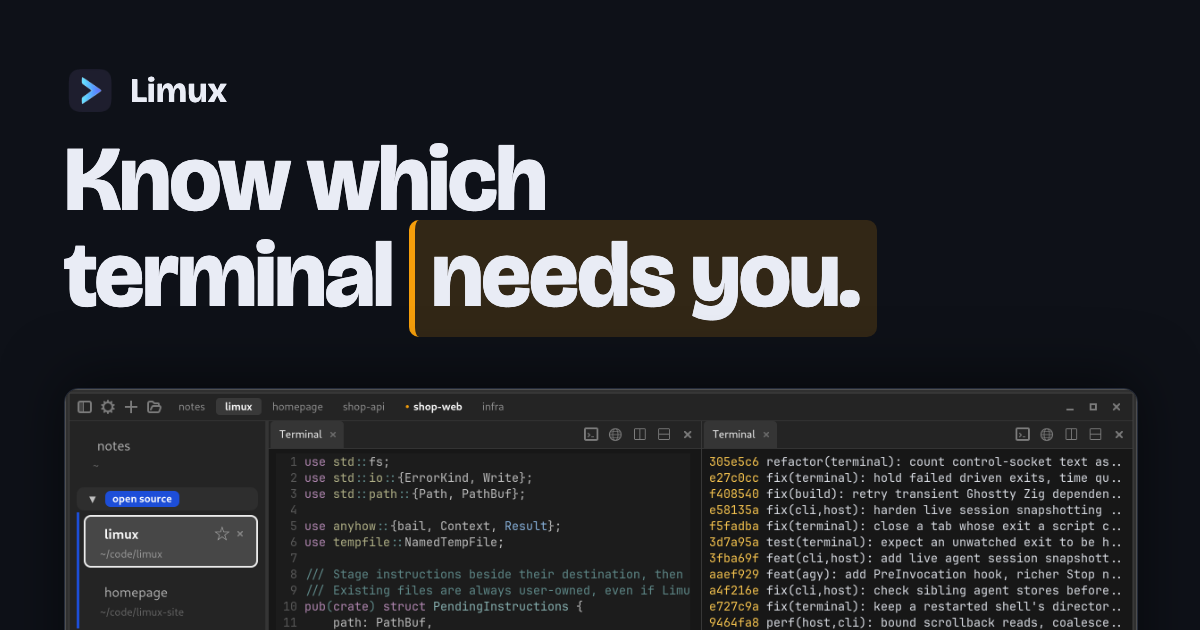 Limux
Know which
terminal needs you.
notes limux homepage shop-api • shop-web infra
notes
~
▼ open source
limux ☆ ×
~/code/limux
homepage
~/code/limux-site
Terminal ×
1 use std::fs;
2 use std::io::{ErrorKind, Write};
3 use std::path::{Path, PathBuf};
4
5 use anyhow::{bail, Context, Result};
6 use tempfile::NamedTempFile;
7
8 /// Stage instructions beside their destination, then
9 /// Existing files are always user-owned, even if Limu
10 pub(crate) struct PendingInstructions {
11 path: PathBuf,
Terminal ×
305e5c6 refactor(terminal): count control-socket text as..
e27c0cc fix(terminal): hold failed driven exits, time qu..
f408540 fix(build): retry transient Ghostty Zig dependen..
e58135a fix(cli,host): harden live session snapshotting ..
f5fadba fix(terminal): close a tab whose exit a script c..
3d7a95a test(terminal): expect an unwatched exit to be h..
3fba69f feat(cli,host): add live agent session snapshott..
aaef929 feat(agy): add PreInvocation hook, richer Stop n..
a4f216e fix(cli,host): check sibling agent stores before..
e727c9a fix(terminal): keep a restarted shell's director..
9464fa8 perf(host,cli): bound scrollback reads, coalesce..